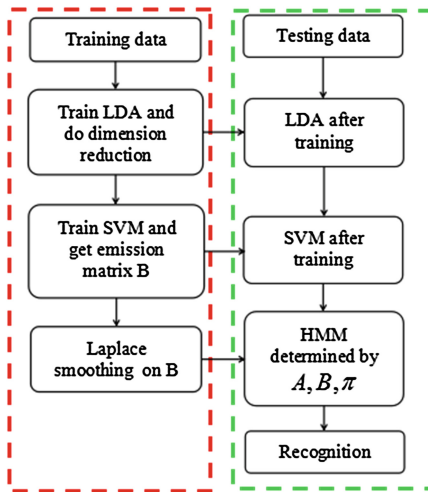 Training data
Train LDA and
do dimension
reduction
Train SVM and
get emission
matrix B
Laplace
smoothing on B
Testing data
LDA after
training
SVM after
training
HMM
determined by
A, B, π
Recognition